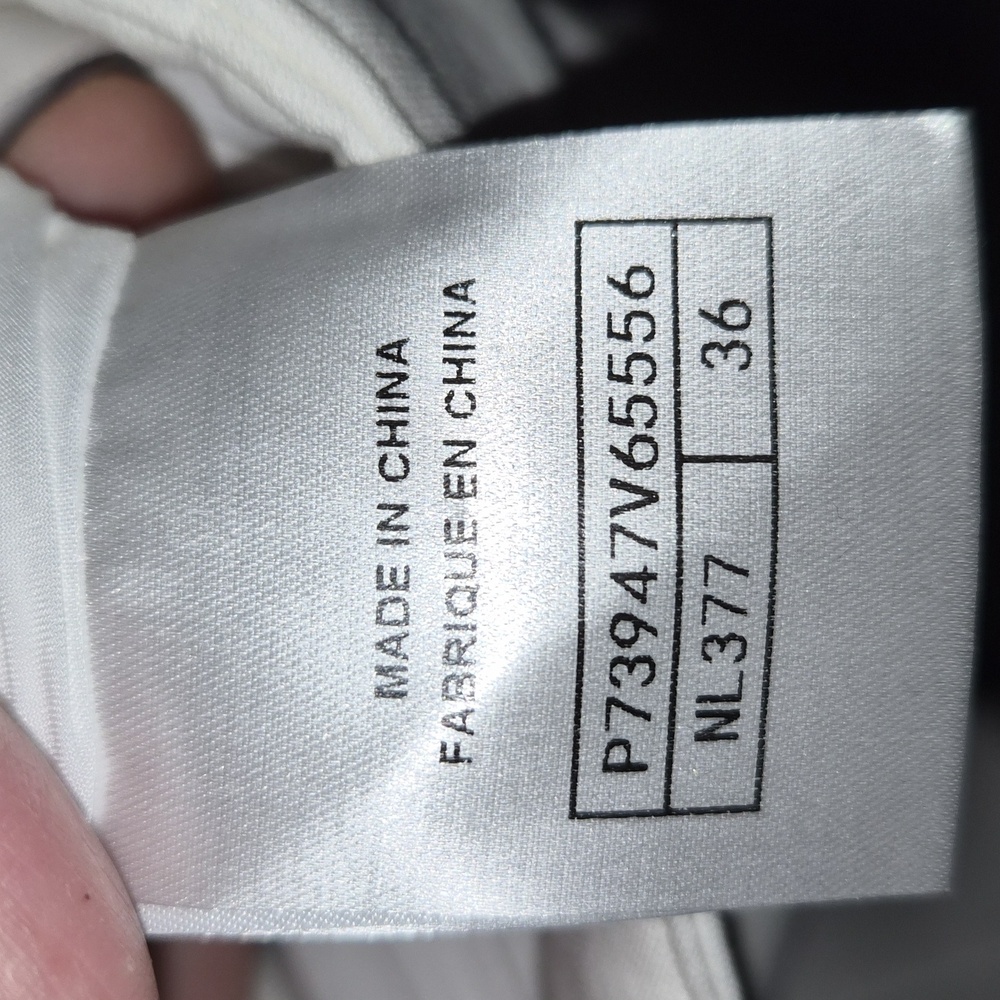 MADE IN CHINA
FABRIQUE EN CHINA
P73947V65556
NL377 36